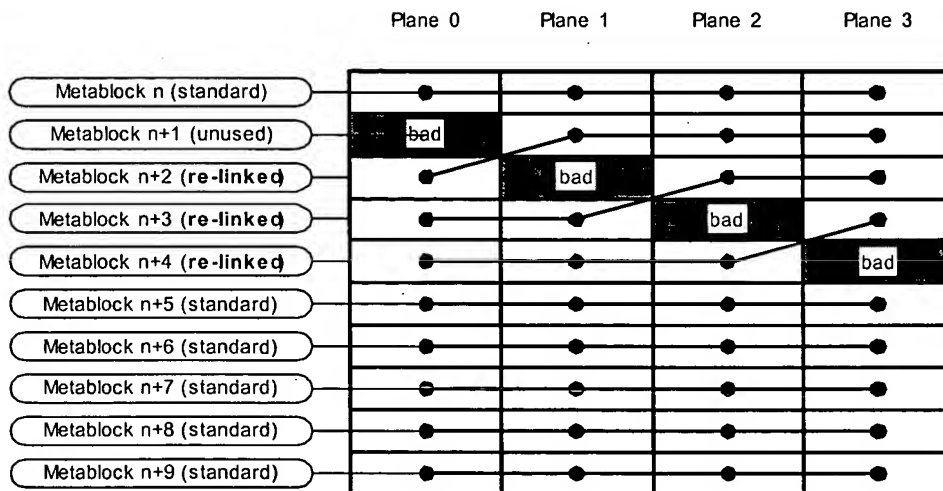 Plane 0 Plane 1 Plane 2 Plane 3
Metablock n (standard)
Metablock n+1 (unused) bad
Metablock n+2 (re-linked) bad
Metablock n+3 (re-linked) bad
Metablock n+4 (re-linked) bad
Metablock n+5 (standard)
Metablock n+6 (standard)
Metablock n+7 (standard)
Metablock n+8 (standard)
Metablock n+9 (standard)